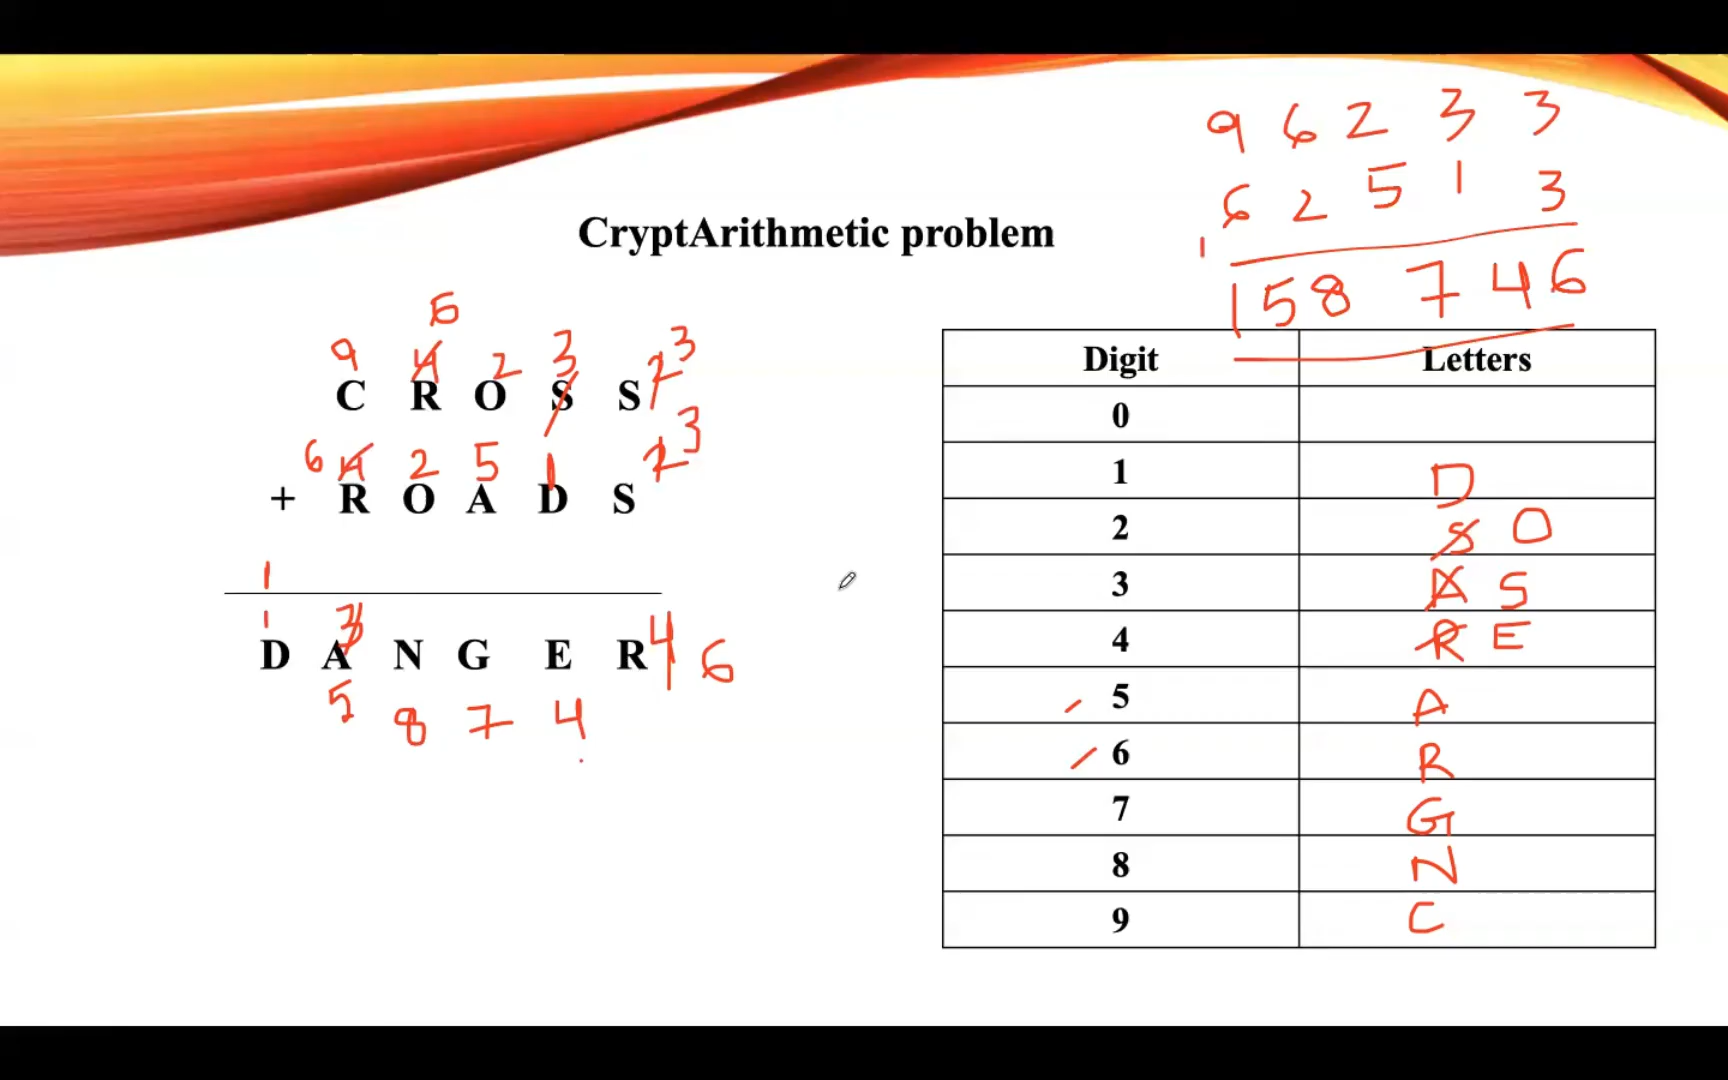 9 6 2 3 3
6 2 5 1 3
1
1 5 8 7 4 6
CryptArithmetic problem
6
9 4 2 3 2 3
C R O S S
6 4 2 5 1 2 3
+ R O A D S
1
1 3 4 6
D A N G E R
5 8 7 4
Digit Letters
0
1 D
2 S O
3 A S
4 R E
5 A
6 R
7 G
8 N
9 C